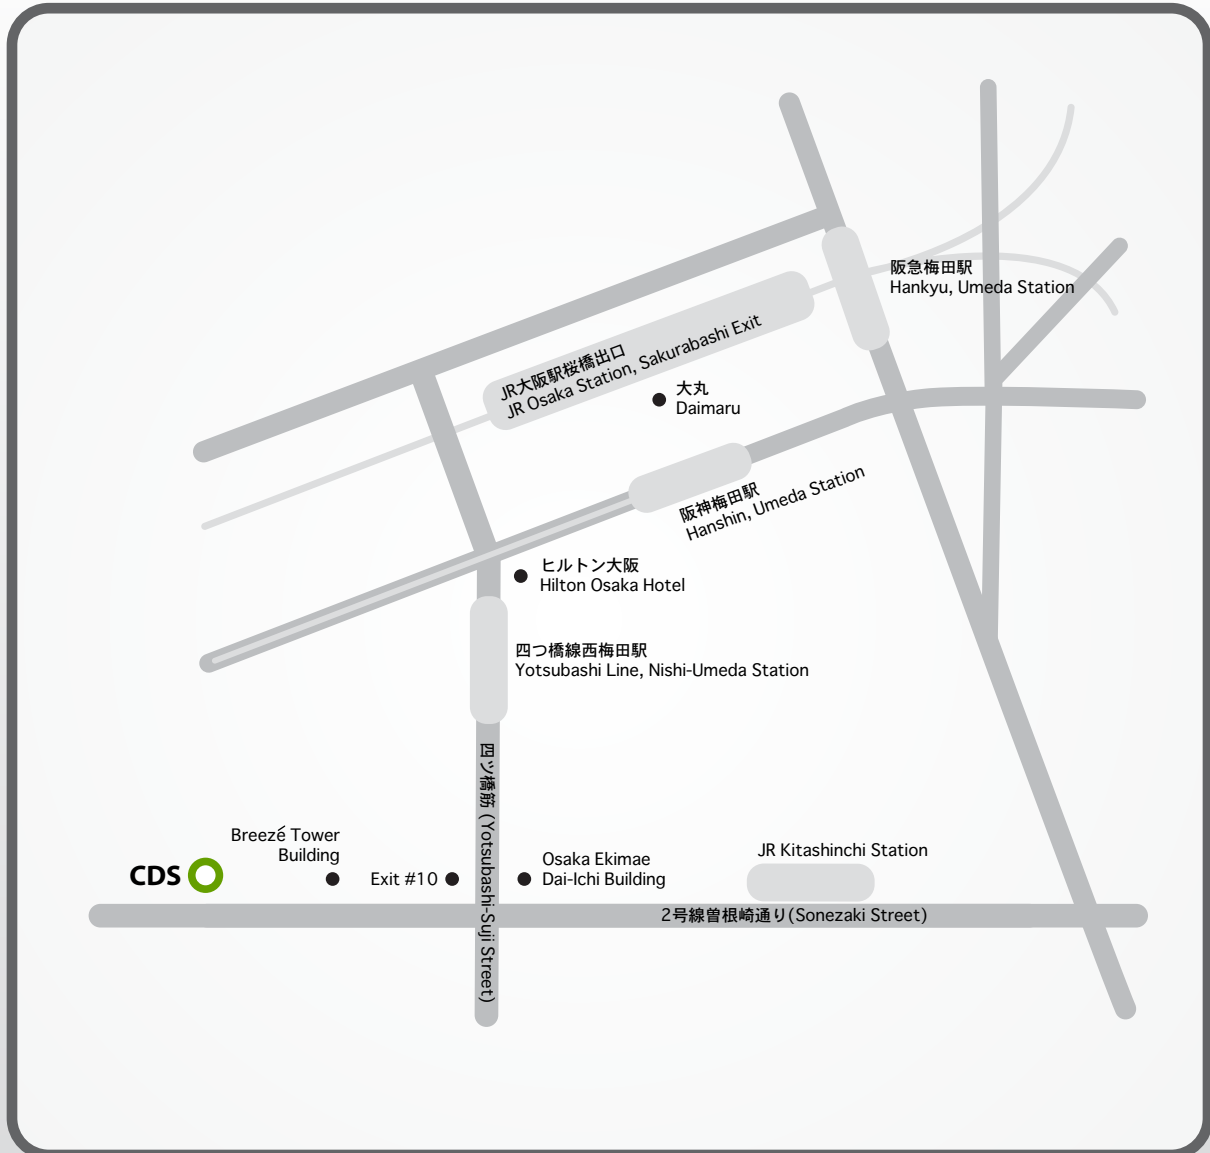 阪急梅田駅
Hankyu, Umeda Station
JR大阪駅桜橋出口
JR Osaka Station, Sakurabashi Exit
大丸
Daimaru
阪神梅田駅
Hanshin, Umeda Station
ヒルトン大阪
Hilton Osaka Hotel
四つ橋線西梅田駅
Yotsubashi Line, Nishi-Umeda Station
四ツ橋筋 (Yotsubashi-Suji Street)
Breezé Tower
Building
CDS
Exit #10
Osaka Ekimae
Dai-Ichi Building
JR Kitashinchi Station
2号線曽根崎通り(Sonezaki Street)